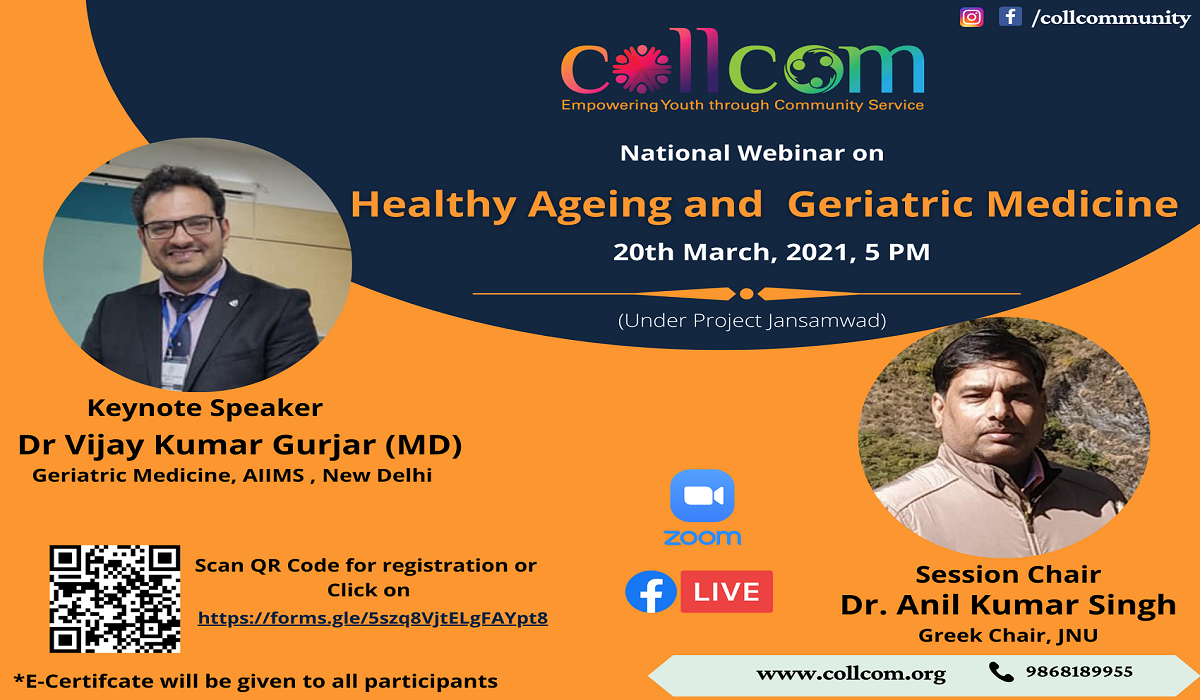 /collcommunity
collcom
Empowering Youth through Community Service
National Webinar on
Healthy Ageing and Geriatric Medicine
20th March, 2021, 5 PM
(Under Project Jansamwad)
Keynote Speaker
Dr Vijay Kumar Gurjar (MD)
Geriatric Medicine, AIIMS , New Delhi
Scan QR Code for registration or
Click on
https://forms.gle/5szq8VjtELgFAYpt8
*E-Certifcate will be given to all participants
zoom
LIVE
Session Chair
Dr. Anil Kumar Singh
Greek Chair, JNU
www.collcom.org
9868189955